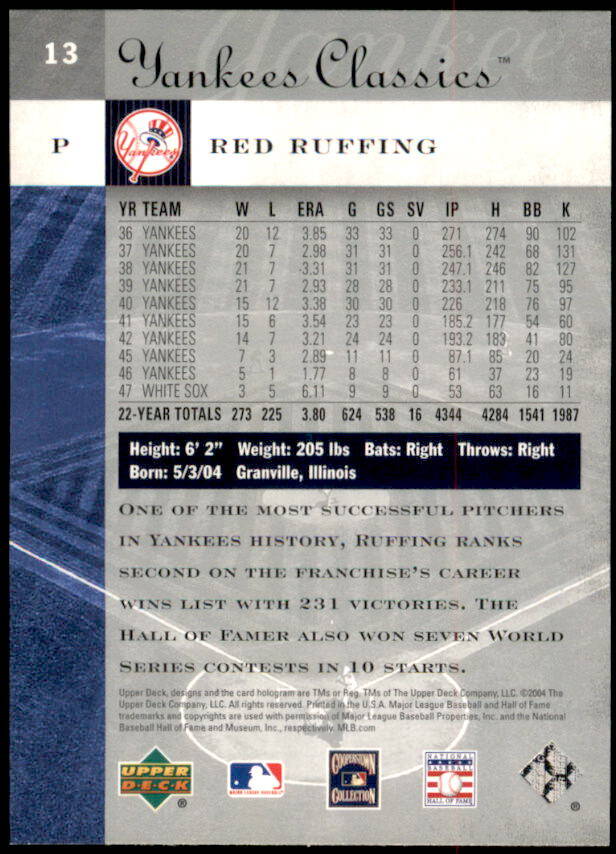 13
Yankees Classics™
P
Yankees
RED RUFFING
YR TEAM W L ERA G GS SV IP H BB K
36 YANKEES 20 12 3.85 33 33 0 271 274 90 102
37 YANKEES 20 7 2.98 31 31 0 256.1 242 68 131
38 YANKEES 21 7 3.31 31 31 0 247.1 246 82 127
39 YANKEES 21 7 2.93 28 28 0 233.1 211 75 95
40 YANKEES 15 12 3.38 30 30 0 226 218 76 97
41 YANKEES 15 6 3.54 23 23 0 185.2 177 54 60
42 YANKEES 14 7 3.21 24 24 0 193.2 183 41 80
45 YANKEES 7 3 2.89 11 11 0 87.1 85 20 24
46 YANKEES 5 1 1.77 8 8 0 61 37 23 19
47 WHITE SOX 3 5 6.11 9 9 0 53 63 16 11
22-YEAR TOTALS 273 225 3.80 624 538 16 4344 4284 1541 1987
Height: 6' 2" Weight: 205 lbs Bats: Right Throws: Right
Born: 5/3/04 Granville, Illinois
ONE OF THE MOST SUCCESSFUL PITCHERS
IN YANKEES HISTORY, RUFFING RANKS
SECOND ON THE FRANCHISE'S CAREER
WINS LIST WITH 231 VICTORIES. THE
HALL OF FAMER ALSO WON SEVEN WORLD
SERIES CONTESTS IN 10 STARTS.
Upper Deck, designs and the card hologram are TMs or Reg. TMs of The Upper Deck Company, LLC. ©2004 The
Upper Deck Company, LLC. All rights reserved. Printed in the U.S.A. Major League Baseball and Hall of Fame
trademarks and copyrights are used with permission of Major League Baseball Properties, Inc. and the National
Baseball Hall of Fame and Museum, Inc., respectively. MLB.com
UPPER
DECK
®
MAJOR LEAGUE BASEBALL
COOPERSTOWN
COLLECTION
NATIONAL
BASEBALL
HALL OF FAME
®